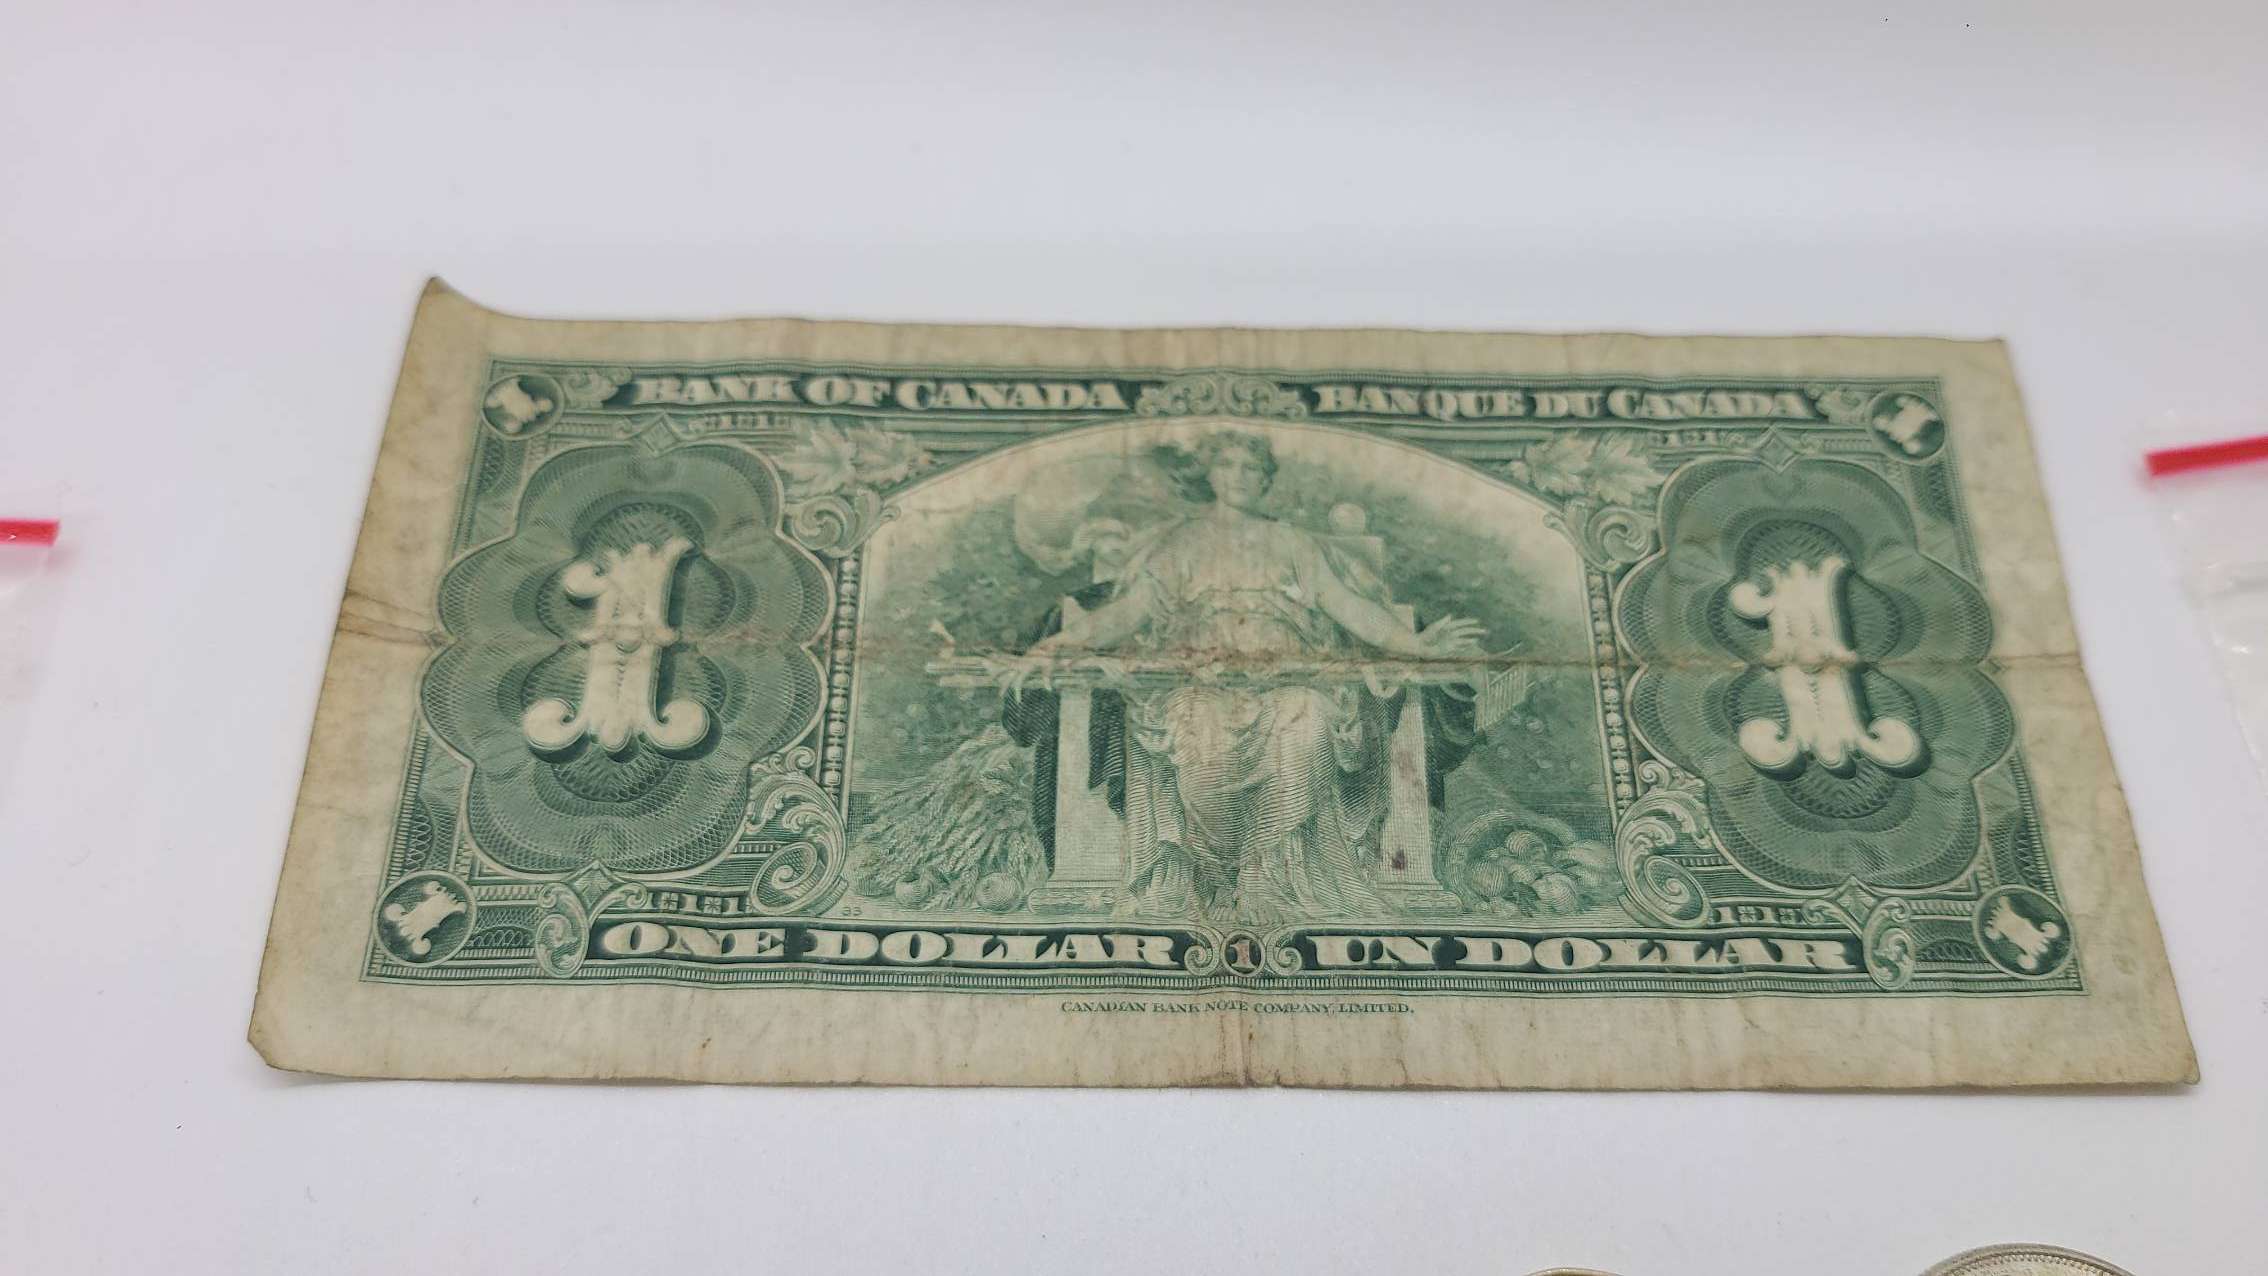 1 BANK OF CANADA BANQUE DU CANADA 1
1 1
33
1 ONE DOLLAR 1 UN DOLLAR 1
CANADIAN BANK NOTE COMPANY, LIMITED.